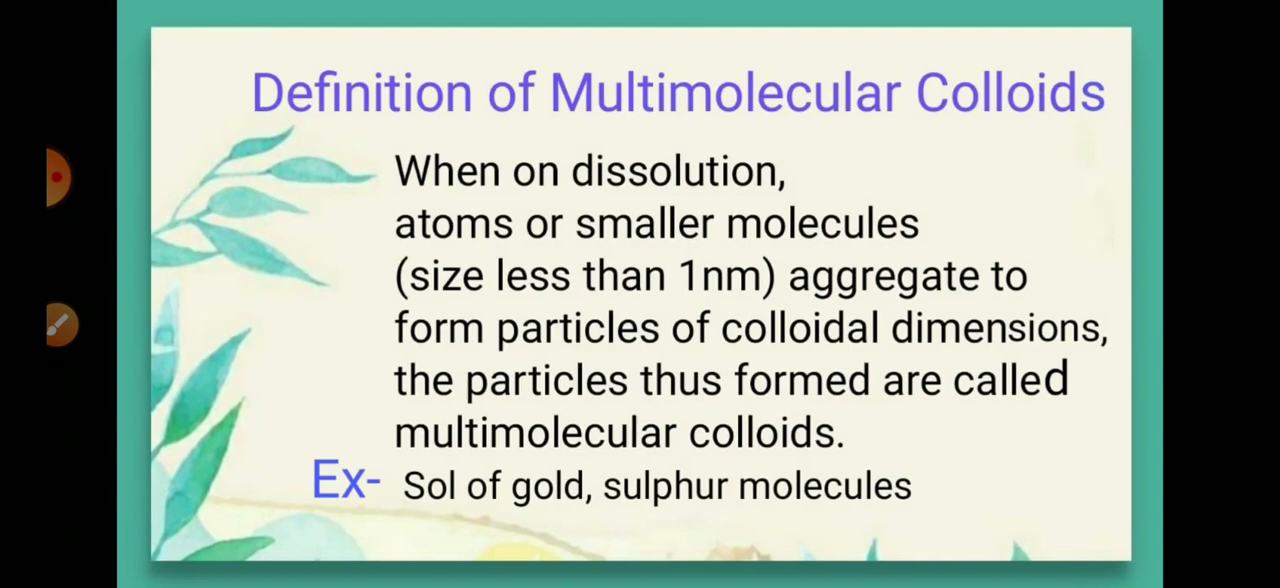 Definition of Multimolecular Colloids
When on dissolution,
atoms or smaller molecules
(size less than 1nm) aggregate to
form particles of colloidal dimensions,
the particles thus formed are called
multimolecular colloids.
Ex- Sol of gold, sulphur molecules